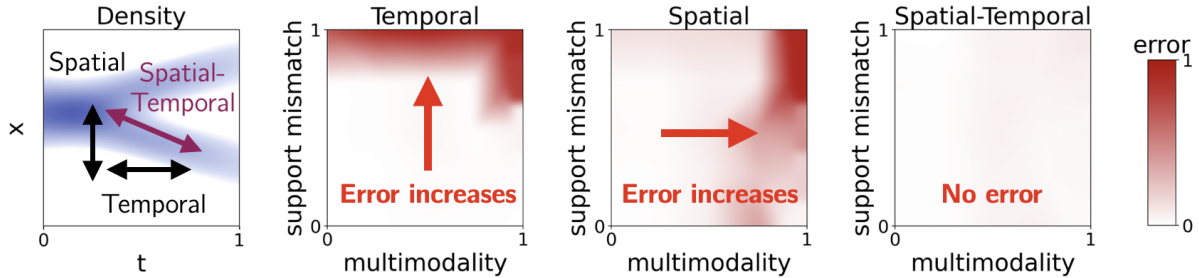 Density
Spatial
Spatial-
Temporal
Temporal
x
0
1
t
Temporal
1
support mismatch
Error increases
0
0
1
multimodality
Spatial
1
support mismatch
Error increases
0
0
1
multimodality
Spatial-Temporal
1
support mismatch
No error
0
0
1
multimodality
error
1
0